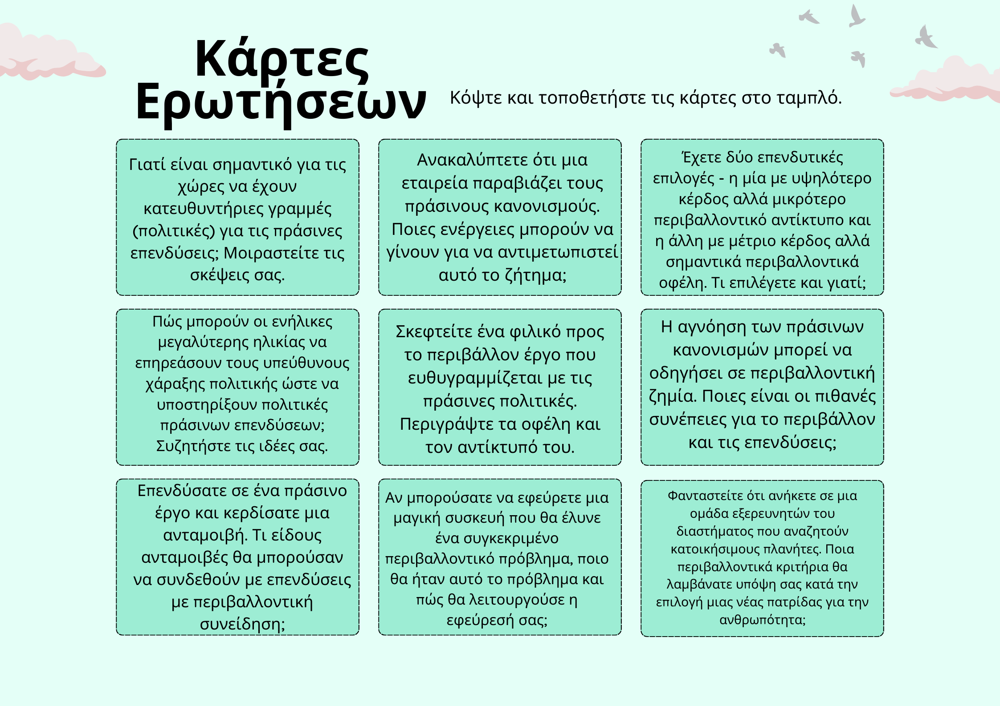 Κάρτες
Ερωτήσεων
Κόψτε και τοποθετήστε τις κάρτες στο ταμπλό.
Γιατί είναι σημαντικό για τις
χώρες να έχουν
κατευθυντήριες γραμμές
(πολιτικές) για τις πράσινες
επενδύσεις; Μοιραστείτε τις
σκέψεις σας.
Ανακαλύπτετε ότι μια
εταιρεία παραβιάζει τους
πράσινους κανονισμούς.
Ποιες ενέργειες μπορούν να
γίνουν για να αντιμετωπιστεί
αυτό το ζήτημα;
Έχετε δύο επενδυτικές
επιλογές - η μία με υψηλότερο
κέρδος αλλά μικρότερο
περιβαλλοντικό αντίκτυπο και
η άλλη με μέτριο κέρδος αλλά
σημαντικά περιβαλλοντικά
οφέλη. Τι επιλέγετε και γιατί;
Πώς μπορούν οι ενήλικες
μεγαλύτερης ηλικίας να
επηρεάσουν τους υπεύθυνους
χάραξης πολιτικής ώστε να
υποστηρίξουν πολιτικές
πράσινων επενδύσεων;
Συζητήστε τις ιδέες σας.
Σκεφτείτε ένα φιλικό προς
το περιβάλλον έργο που
ευθυγραμμίζεται με τις
πράσινες πολιτικές.
Περιγράψτε τα οφέλη και
τον αντίκτυπό του.
Η αγνόηση των πράσινων
κανονισμών μπορεί να
οδηγήσει σε περιβαλλοντική
ζημία. Ποιες είναι οι πιθανές
συνέπειες για το περιβάλλον
και τις επενδύσεις;
Επενδύσατε σε ένα πράσινο
έργο και κερδίσατε μια
ανταμοιβή. Τι είδους
ανταμοιβές θα μπορούσαν
να συνδεθούν με επενδύσεις
με περιβαλλοντική
συνείδηση;
Αν μπορούσατε να εφεύρετε μια
μαγική συσκευή που θα έλυνε
ένα συγκεκριμένο
περιβαλλοντικό πρόβλημα, ποιο
θα ήταν αυτό το πρόβλημα και
πώς θα λειτουργούσε η
εφεύρεσή σας;
Φανταστείτε ότι ανήκετε σε μια
ομάδα εξερευνητών του
διαστήματος που αναζητούν
κατοικήσιμους πλανήτες. Ποια
περιβαλλοντικά κριτήρια θα
λαμβάνατε υπόψη σας κατά την
επιλογή μιας νέας πατρίδας για την
ανθρωπότητα;